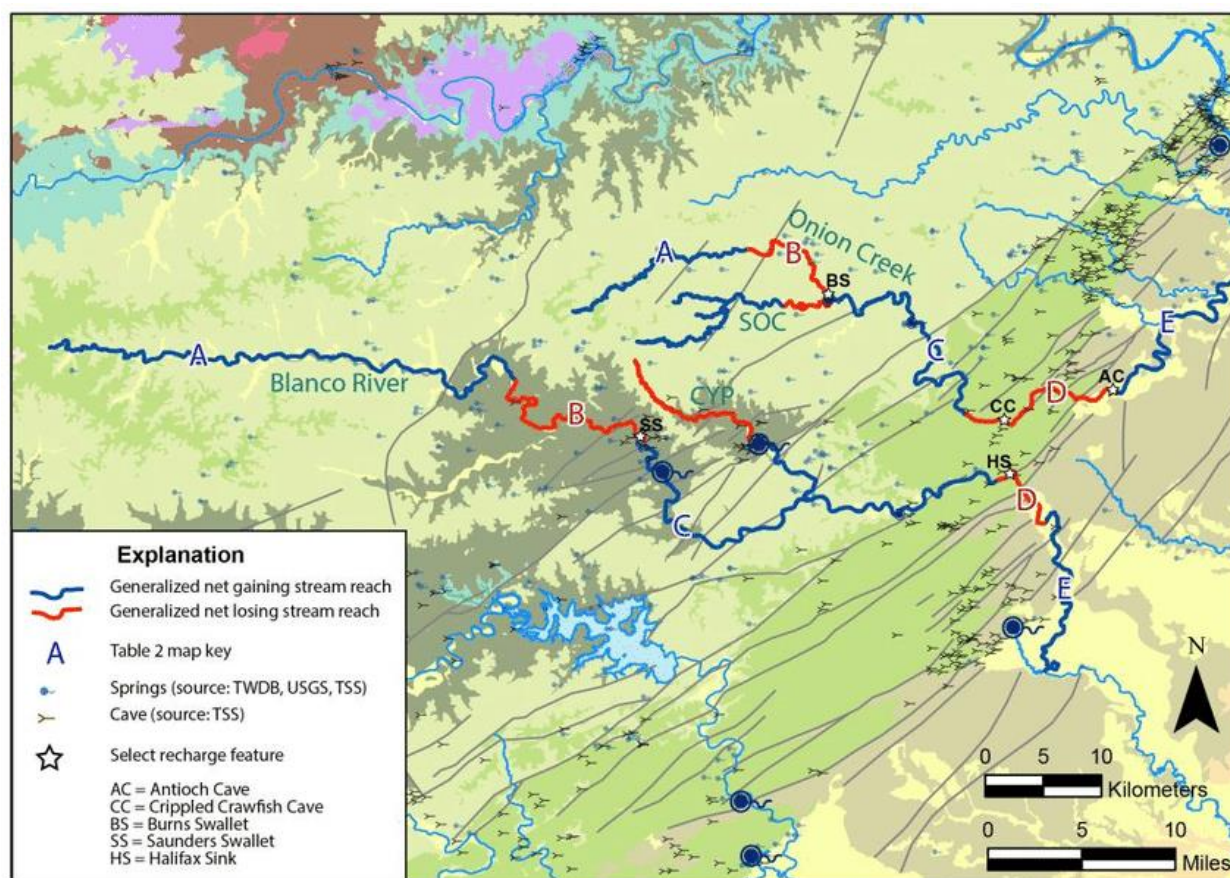 Onion Creek
A
B
BS
SOC
A
Blanco River
C
E
CYP
B
SS
AC
D
CC
HS
D
C
E
Explanation
Generalized net gaining stream reach
Generalized net losing stream reach
A Table 2 map key
Springs (source: TWDB, USGS, TSS)
Cave (source: TSS)
Select recharge feature
AC = Antioch Cave
CC = Crippled Crawfish Cave
BS = Burns Swallet
SS = Saunders Swallet
HS = Halifax Sink
N
0 5 10
Kilometers
0 5 10
Miles